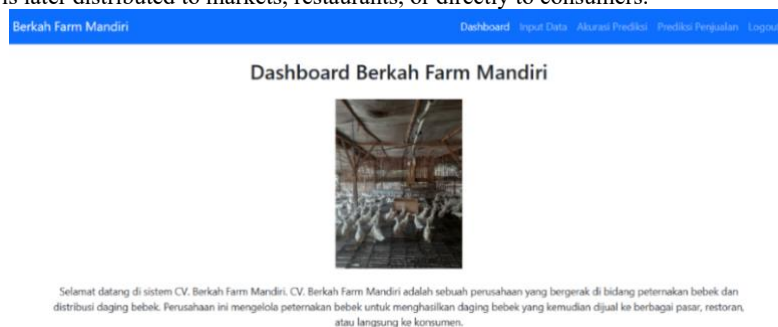 is later distributed to markets, restaurants, or directly to consumers.
Berkah Farm Mandiri Dashboard Input Data Akurasi Prediksi Prediksi Penjualan Logout
Dashboard Berkah Farm Mandiri
Selamat datang di sistem CV. Berkah Farm Mandiri. CV. Berkah Farm Mandiri adalah sebuah perusahaan yang bergerak di bidang peternakan bebek dan
distribusi daging bebek. Perusahaan ini mengelola peternakan bebek untuk menghasilkan daging bebek yang kemudian dijual ke berbagai pasar, restoran,
atau langsung ke konsumen.